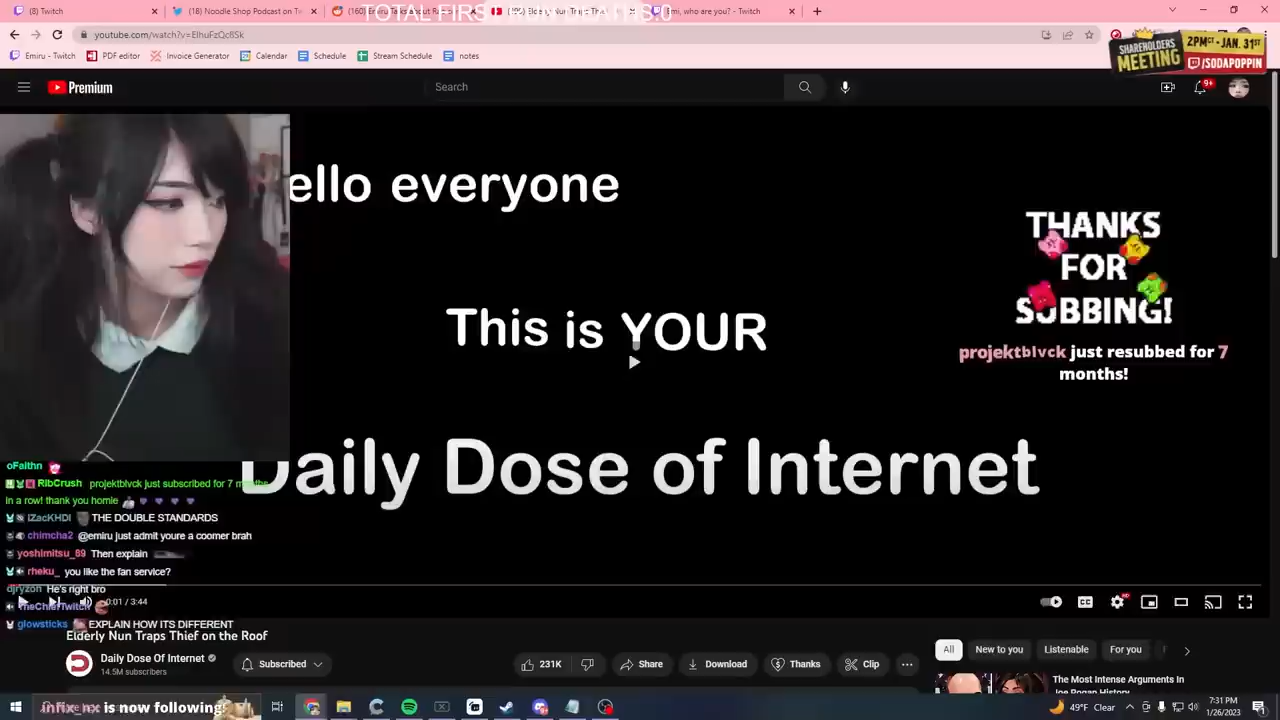 (8) Twitch
(18) Noodle Shop Podcast on Tw
Emi, who are you? - Twitch
youtube.com/watch?v=EIhuFzQc8Sk
Emiru - Twitch
PDF editor
Invoice Generator
Calendar
Schedule
Stream Schedule
notes
SHAREHOLDERS
MEETING
2PMCT - JAN. 31ST
/SODAPOPPIN
Premium
Search
9+
ello everyone
This is YOUR
Daily Dose of Internet
THANKS
FOR
SUBBING!
projektblvck just resubbed for 7
months!
oFaithn
RibCrush projektblvck just subscribed for 7 months
in a row! thank you homie
IZacKHDI THE DOUBLE STANDARDS
chimcha2 @emiru just admit youre a coomer brah
yoshimitsu_89 Then explain
rheku_ you like the fan service?
djryzon He's right bro
TheChiefTwitch
glowsticks EXPLAIN HOW ITS DIFFERENT
0:01 / 3:44
Elderly Nun Traps Thief on the Roof
Daily Dose Of Internet
14.5M subscribers
Subscribed
231K
Share
Download
Thanks
Clip
All
New to you
Listenable
For you
The Most Intense Arguments In
Joe Rogan History
is now following!
49°F Clear
7:31 PM
1/26/2023